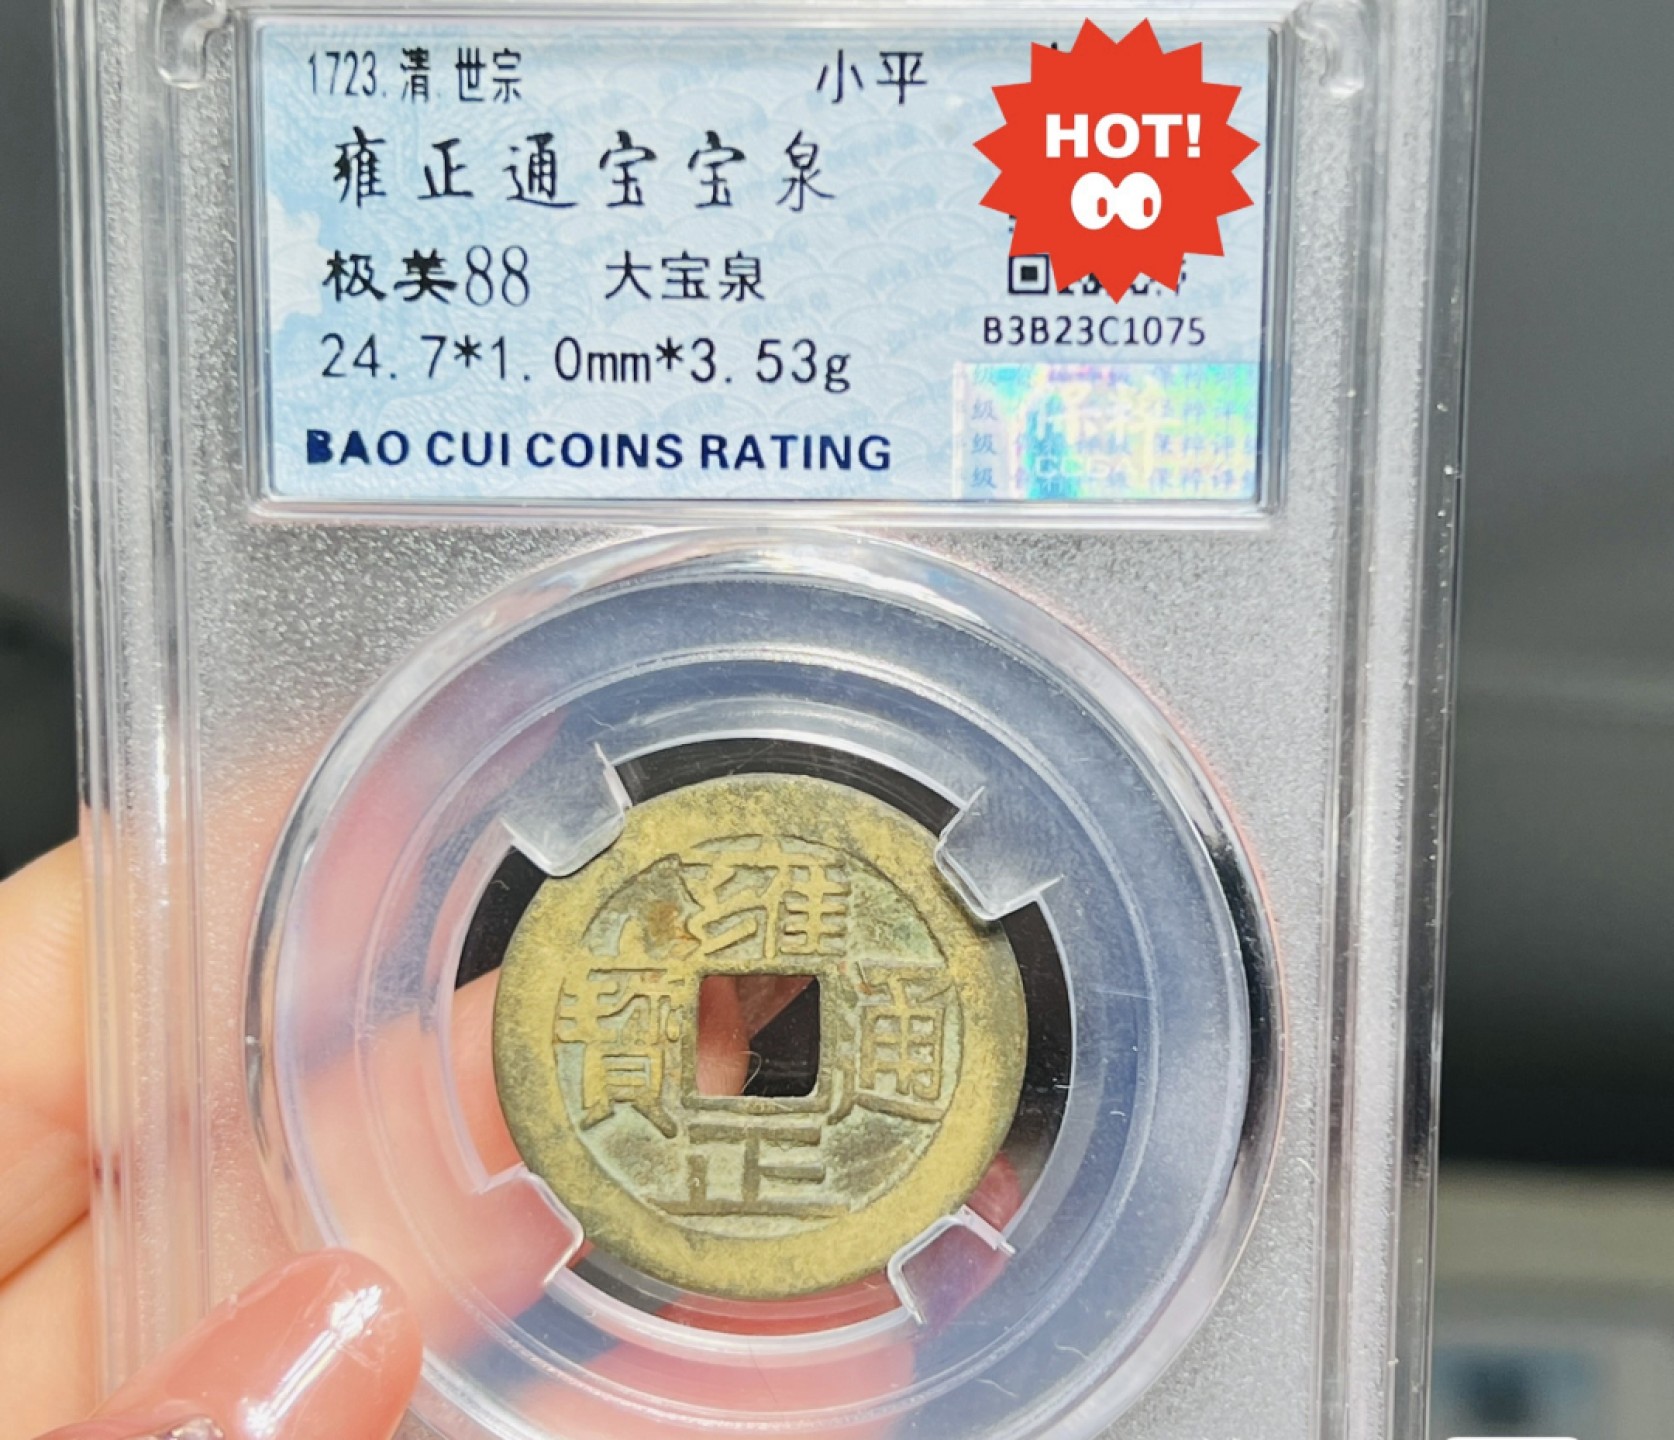 1723.清.世宗 小平
HOT!
雍正通宝宝泉
极美88 大宝泉
B3B23C1075
24.7*1.0mm*3.53g
BAO CUI COINS RATING
雍
寶 通
正